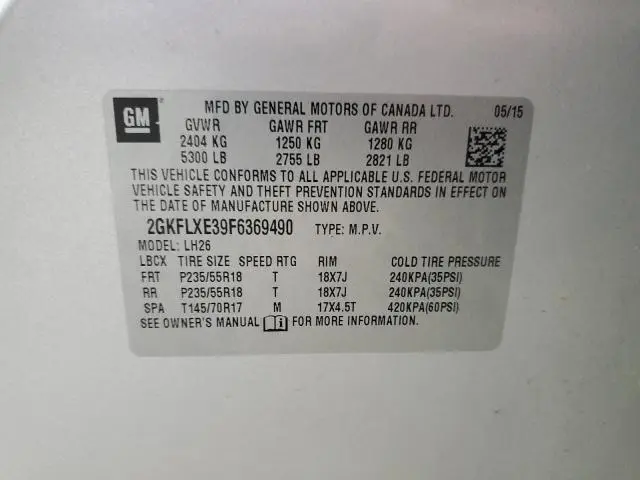 GM MFD BY GENERAL MOTORS OF CANADA LTD. 05/15
GVWR GAWR FRT GAWR RR
2404 KG 1250 KG 1280 KG
5300 LB 2755 LB 2821 LB
THIS VEHICLE CONFORMS TO ALL APPLICABLE U.S. FEDERAL MOTOR
VEHICLE SAFETY AND THEFT PREVENTION STANDARDS IN EFFECT ON
THE DATE OF MANUFACTURE SHOWN ABOVE.
2GKFLXE39F6369490 TYPE: M.P.V.
MODEL: LH26
LBCX TIRE SIZE SPEED RTG RIM COLD TIRE PRESSURE
FRT P235/55R18 T 18X7J 240KPA(35PSI)
RR P235/55R18 T 18X7J 240KPA(35PSI)
SPA T145/70R17 M 17X4.5T 420KPA(60PSI)
SEE OWNER'S MANUAL i FOR MORE INFORMATION.